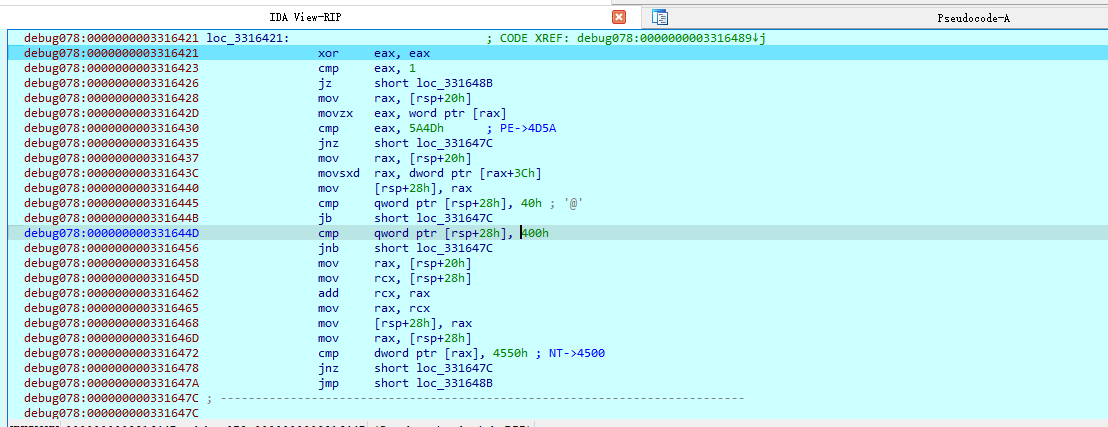 IDA View-RIP Pseudocode-A
debug078:0000000003316421 loc_3316421: ; CODE XREF: debug078:0000000003316489↓j
debug078:0000000003316421 xor eax, eax
debug078:0000000003316423 cmp eax, 1
debug078:0000000003316426 jz short loc_331648B
debug078:0000000003316428 mov rax, [rsp+20h]
debug078:000000000331642D movzx eax, word ptr [rax]
debug078:0000000003316430 cmp eax, 5A4Dh ; PE->4D5A
debug078:0000000003316435 jnz short loc_331647C
debug078:0000000003316437 mov rax, [rsp+20h]
debug078:000000000331643C movsxd rax, dword ptr [rax+3Ch]
debug078:0000000003316440 mov [rsp+28h], rax
debug078:0000000003316445 cmp qword ptr [rsp+28h], 40h ; '@'
debug078:000000000331644B jb short loc_331647C
debug078:000000000331644D cmp qword ptr [rsp+28h], 400h
debug078:0000000003316456 jnb short loc_331647C
debug078:0000000003316458 mov rax, [rsp+20h]
debug078:000000000331645D mov rcx, [rsp+28h]
debug078:0000000003316462 add rcx, rax
debug078:0000000003316465 mov rax, rcx
debug078:0000000003316468 mov [rsp+28h], rax
debug078:000000000331646D mov rax, [rsp+28h]
debug078:0000000003316472 cmp dword ptr [rax], 4550h ; NT->4500
debug078:0000000003316478 jnz short loc_331647C
debug078:000000000331647A jmp short loc_331648B
debug078:000000000331647C ; ---------------------------------------------------------------------------
debug078:000000000331647C